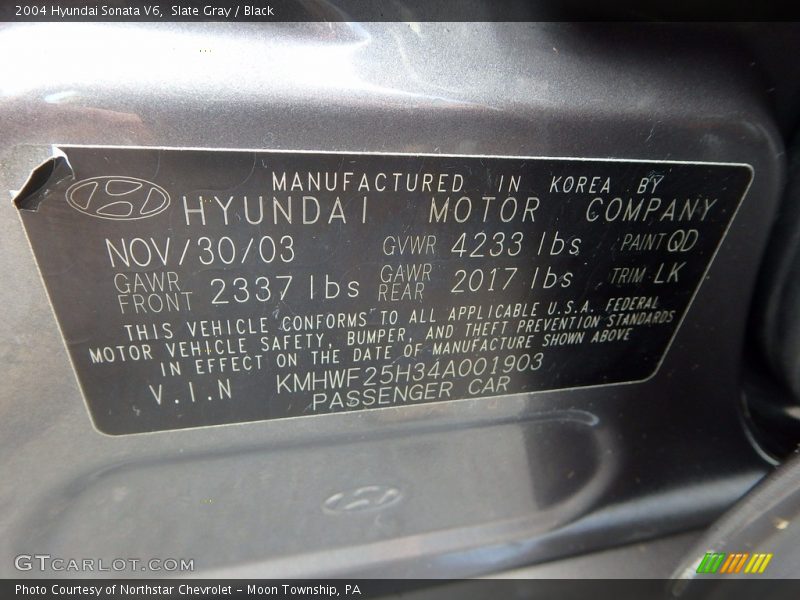 2004 Hyundai Sonata V6,  Slate Gray / Black
MANUFACTURED IN KOREA BY
HYUNDAI MOTOR COMPANY
NOV/30/03 GVWR 4233 lbs PAINT QD
GAWR FRONT 2337 lbs GAWR REAR 2017 lbs TRIM LK
THIS VEHICLE CONFORMS TO ALL APPLICABLE U.S.A. FEDERAL
MOTOR VEHICLE SAFETY, BUMPER, AND THEFT PREVENTION STANDARDS
IN EFFECT ON THE DATE OF MANUFACTURE SHOWN ABOVE
V.I.N KMHWF25H34A001903
PASSENGER CAR
GTCARLOT.COM
Photo Courtesy of Northstar Chevrolet - Moon Township, PA